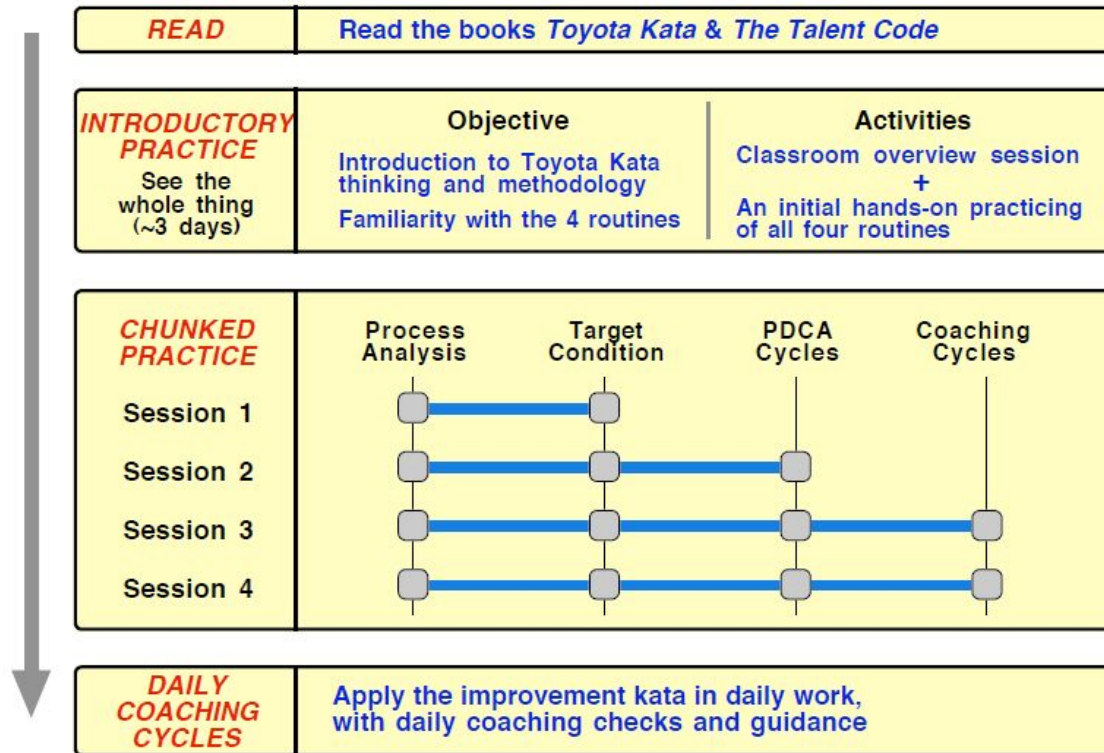 READ
Read the books Toyota Kata & The Talent Code
INTRODUCTORY
PRACTICE
See the
whole thing
(~3 days)
Objective
Introduction to Toyota Kata
thinking and methodology
Familiarity with the 4 routines
Activities
Classroom overview session
+
An initial hands-on practicing
of all four routines
CHUNKED
PRACTICE
Process
Analysis
Target
Condition
PDCA
Cycles
Coaching
Cycles
Session 1
Session 2
Session 3
Session 4
DAILY
COACHING
CYCLES
Apply the improvement kata in daily work,
with daily coaching checks and guidance